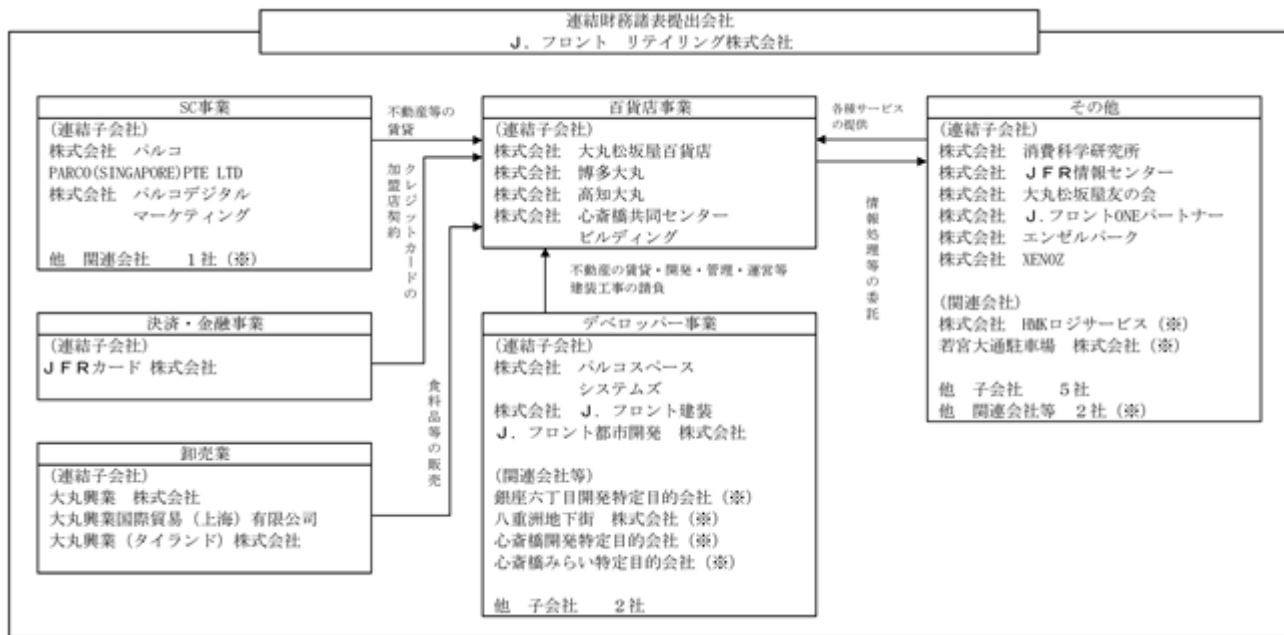 連結財務諸表提出会社
J.フロント リテイリング株式会社
SC事業
(連結子会社)
株式会社 パルコ
PARCO(SINGAPORE)PTE LTD
株式会社 パルコデジタル
マーケティング
他 関連会社 1社(※)
不動産等の
賃貸
クレジットカードの
加盟店契約
決済・金融事業
(連結子会社)
JFRカード 株式会社
卸売業
(連結子会社)
大丸興業 株式会社
大丸興業国際貿易(上海)有限公司
大丸興業(タイランド)株式会社
食料品等の販売
百貨店事業
(連結子会社)
株式会社 大丸松坂屋百貨店
株式会社 博多大丸
株式会社 高知大丸
株式会社 心斎橋共同センター
ビルディング
不動産の賃貸・開発・管理・運営等
建装工事の請負
デベロッパー事業
(連結子会社)
株式会社 パルコスペース
システムズ
株式会社 J.フロント建装
J.フロント都市開発 株式会社
(関連会社等)
銀座六丁目開発特定目的会社(※)
八重洲地下街 株式会社(※)
心斎橋開発特定目的会社(※)
心斎橋みらい特定目的会社(※)
他 子会社 2社
各種サービス
の提供
情報処理等の委託
その他
(連結子会社)
株式会社 消費科学研究所
株式会社 JFR情報センター
株式会社 大丸松坂屋友の会
株式会社 J.フロントONEパートナー
株式会社 エンゼルパーク
株式会社 XENOZ
(関連会社)
株式会社 HMKロジサービス(※)
若宮大通駐車場 株式会社(※)
他 子会社 5社
他 関連会社等 2社(※)